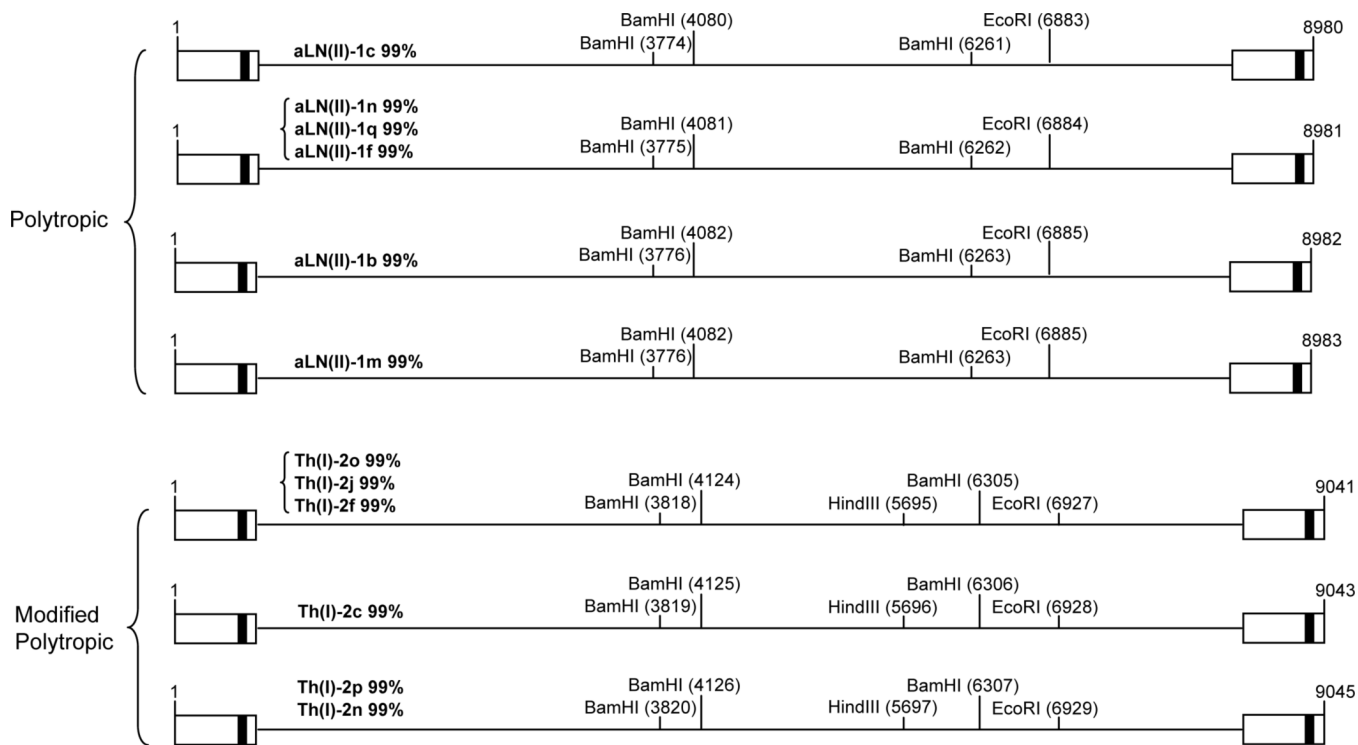 1
aLN(II)-1c 99%
BamHI (4080)
BamHI (3774)
BamHI (6261)
EcoRI (6883)
8980
1
aLN(II)-1n 99%
aLN(II)-1q 99%
aLN(II)-1f 99%
BamHI (4081)
BamHI (3775)
BamHI (6262)
EcoRI (6884)
8981
Polytropic
1
aLN(II)-1b 99%
BamHI (4082)
BamHI (3776)
BamHI (6263)
EcoRI (6885)
8982
1
aLN(II)-1m 99%
BamHI (4082)
BamHI (3776)
BamHI (6263)
EcoRI (6885)
8983
1
Th(I)-2o 99%
Th(I)-2j 99%
Th(I)-2f 99%
BamHI (4124)
BamHI (3818)
HindIII (5695)
BamHI (6305)
EcoRI (6927)
9041
Modified
Polytropic
1
Th(I)-2c 99%
BamHI (4125)
BamHI (3819)
HindIII (5696)
BamHI (6306)
EcoRI (6928)
9043
1
Th(I)-2p 99%
Th(I)-2n 99%
BamHI (4126)
BamHI (3820)
HindIII (5697)
BamHI (6307)
EcoRI (6929)
9045